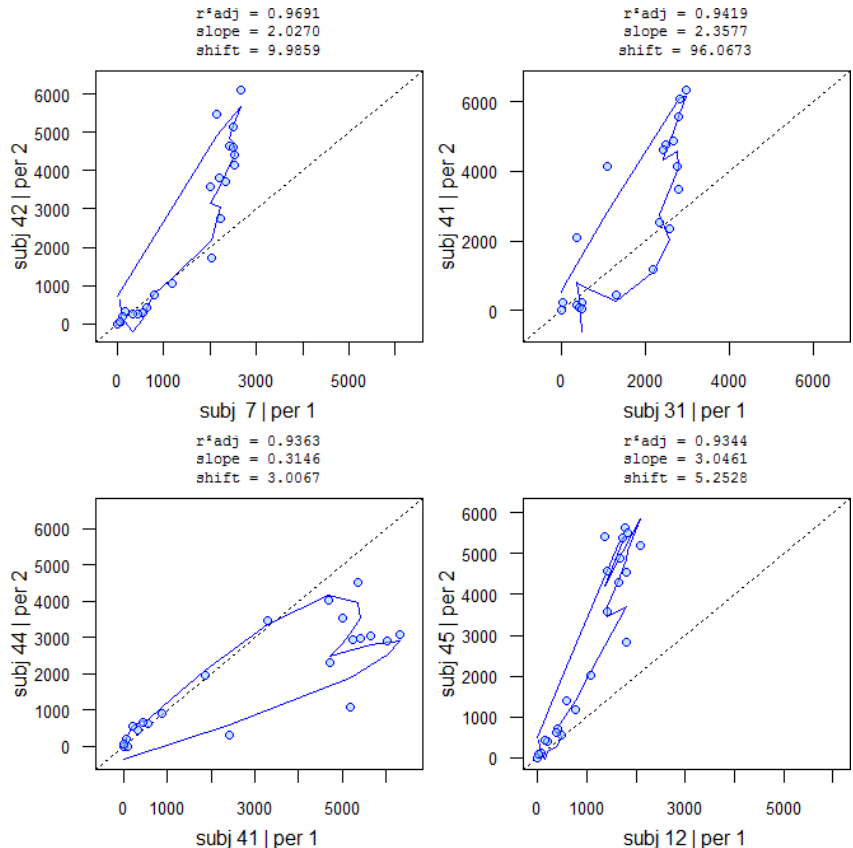 r²adj = 0.9691
slope = 2.0270
shift = 9.9859
6000
5000
4000
3000
2000
1000
0
subj 42 | per 2
0 1000 3000 5000
subj 7 | per 1
r²adj = 0.9419
slope = 2.3577
shift = 96.0673
6000
4000
2000
0
subj 41 | per 2
0 1000 2000 3000 4000 6000
subj 31 | per 1
r²adj = 0.9363
slope = 0.3146
shift = 3.0067
6000
5000
4000
3000
2000
1000
0
subj 44 | per 2
0 1000 3000 5000
subj 41 | per 1
r²adj = 0.9344
slope = 3.0461
shift = 5.2528
6000
5000
4000
3000
2000
1000
0
subj 45 | per 2
0 1000 2000 3000 4000 6000
subj 12 | per 1